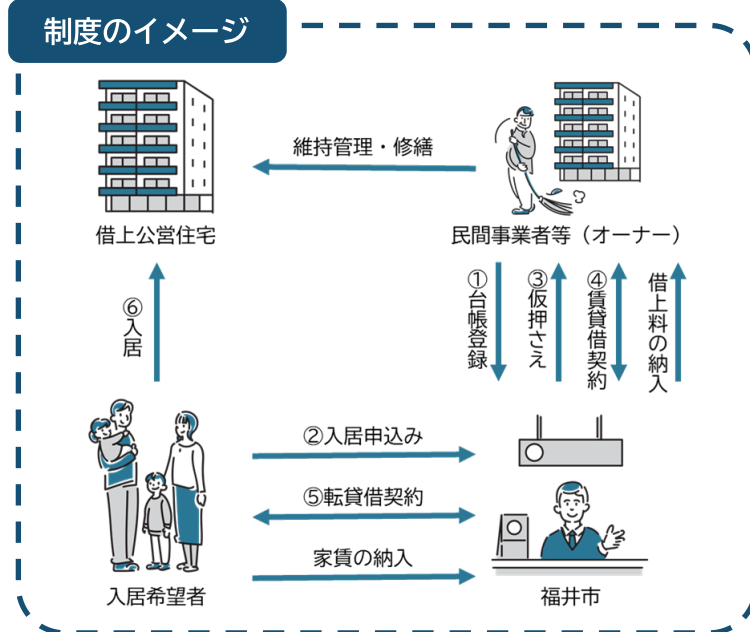 制度のイメージ
維持管理・修繕
借上公営住宅
民間事業者等（オーナー）
①台帳登録
③仮押さえ
④賃貸借契約
借上料の納入
⑥入居
②入居申込み
⑤転貸借契約
家賃の納入
入居希望者
福井市